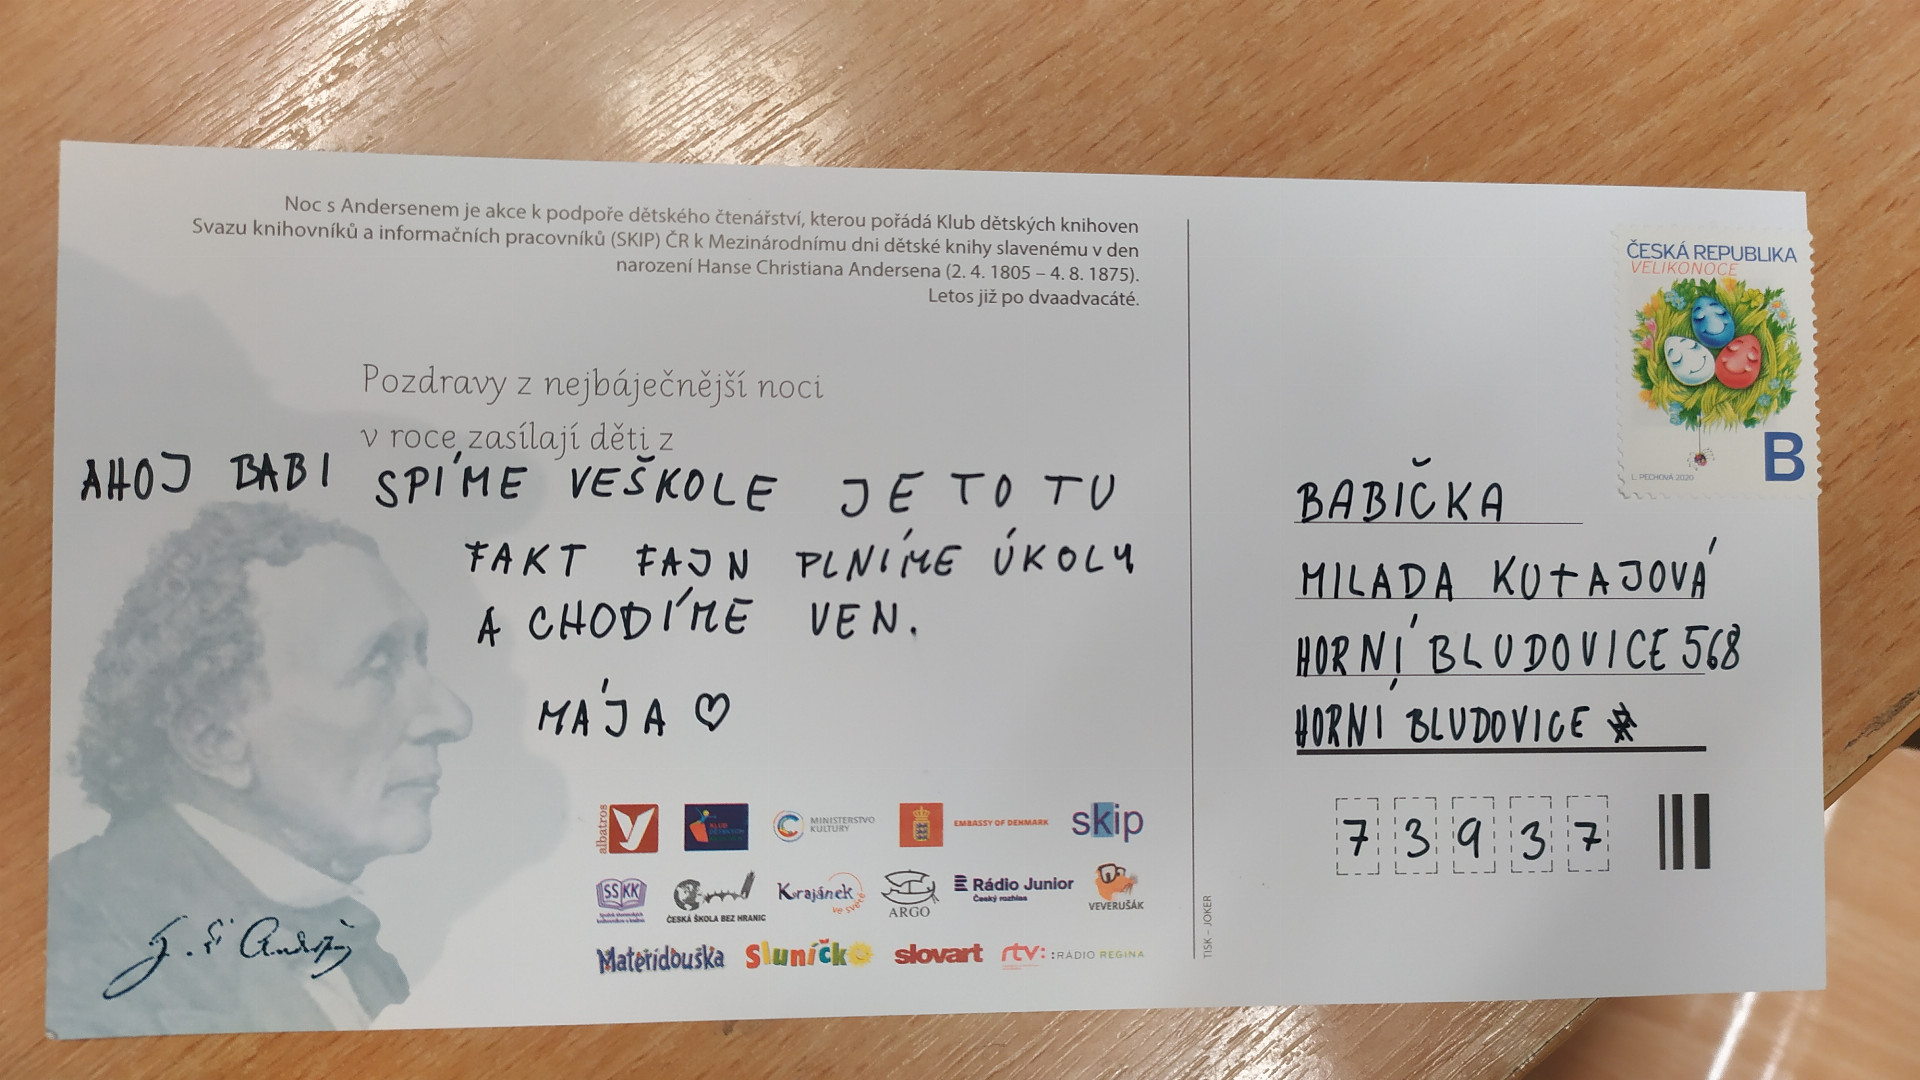 Noc s Andersenem je akce k podpoře dětského čtenářství, kterou pořádá Klub dětských knihoven
Svazu knihovníků a informačních pracovníků (SKIP) ČR k Mezinárodnímu dni dětské knihy slavenému v den
narození Hanse Christiana Andersena (2. 4. 1805 – 4. 8. 1875).
Letos již po dvaadvacáté.
Pozdravy z nejbáječnější noci
v roce zasílají děti z
AHOJ BABI SPÍME VEŠKOLE JE TO TU
FAKT FAJN PLNÍME ÚKOLY
A CHODÍME VEN.
MÁJA ♡
albatros
MINISTERSTVO
KULTURY
EMBASSY OF DENMARK
skip
SSKK
ČESKÁ ŠKOLA BEZ HRANIC
Krajánek
ve světě
ARGO
Rádio Junior
Český rozhlas
VEVERUŠÁK
Mateřídouška
Sluníčko
slovart
rtv:
:RÁDIO REGINA
TISK – JOKER
ČESKÁ REPUBLIKA
VELIKONOCE
L. PECHOVA 2020
B
BABIČKA
MILADA KUTAJOVÁ
HORNÍ BLUDOVICE 568
HORNÍ BLUDOVICE
73937